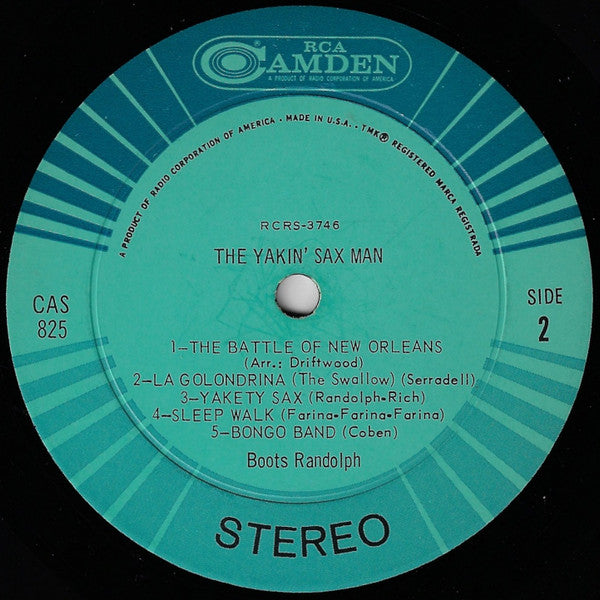 RCA
CAMDEN
A PRODUCT OF RADIO CORPORATION OF AMERICA
A PRODUCT OF RADIO CORPORATION OF AMERICA • MADE IN U.S.A. • TMK® REGISTERED MARCA REGISTRADA
RCRS-3746
THE YAKIN' SAX MAN
CAS
825
SIDE
2
1—THE BATTLE OF NEW ORLEANS
(Arr.: Driftwood)
2—LA GOLONDRINA (The Swallow) (Serradell)
3—YAKETY SAX (Randolph-Rich)
4—SLEEP WALK (Farina-Farina-Farina)
5—BONGO BAND (Coben)
Boots Randolph
STEREO